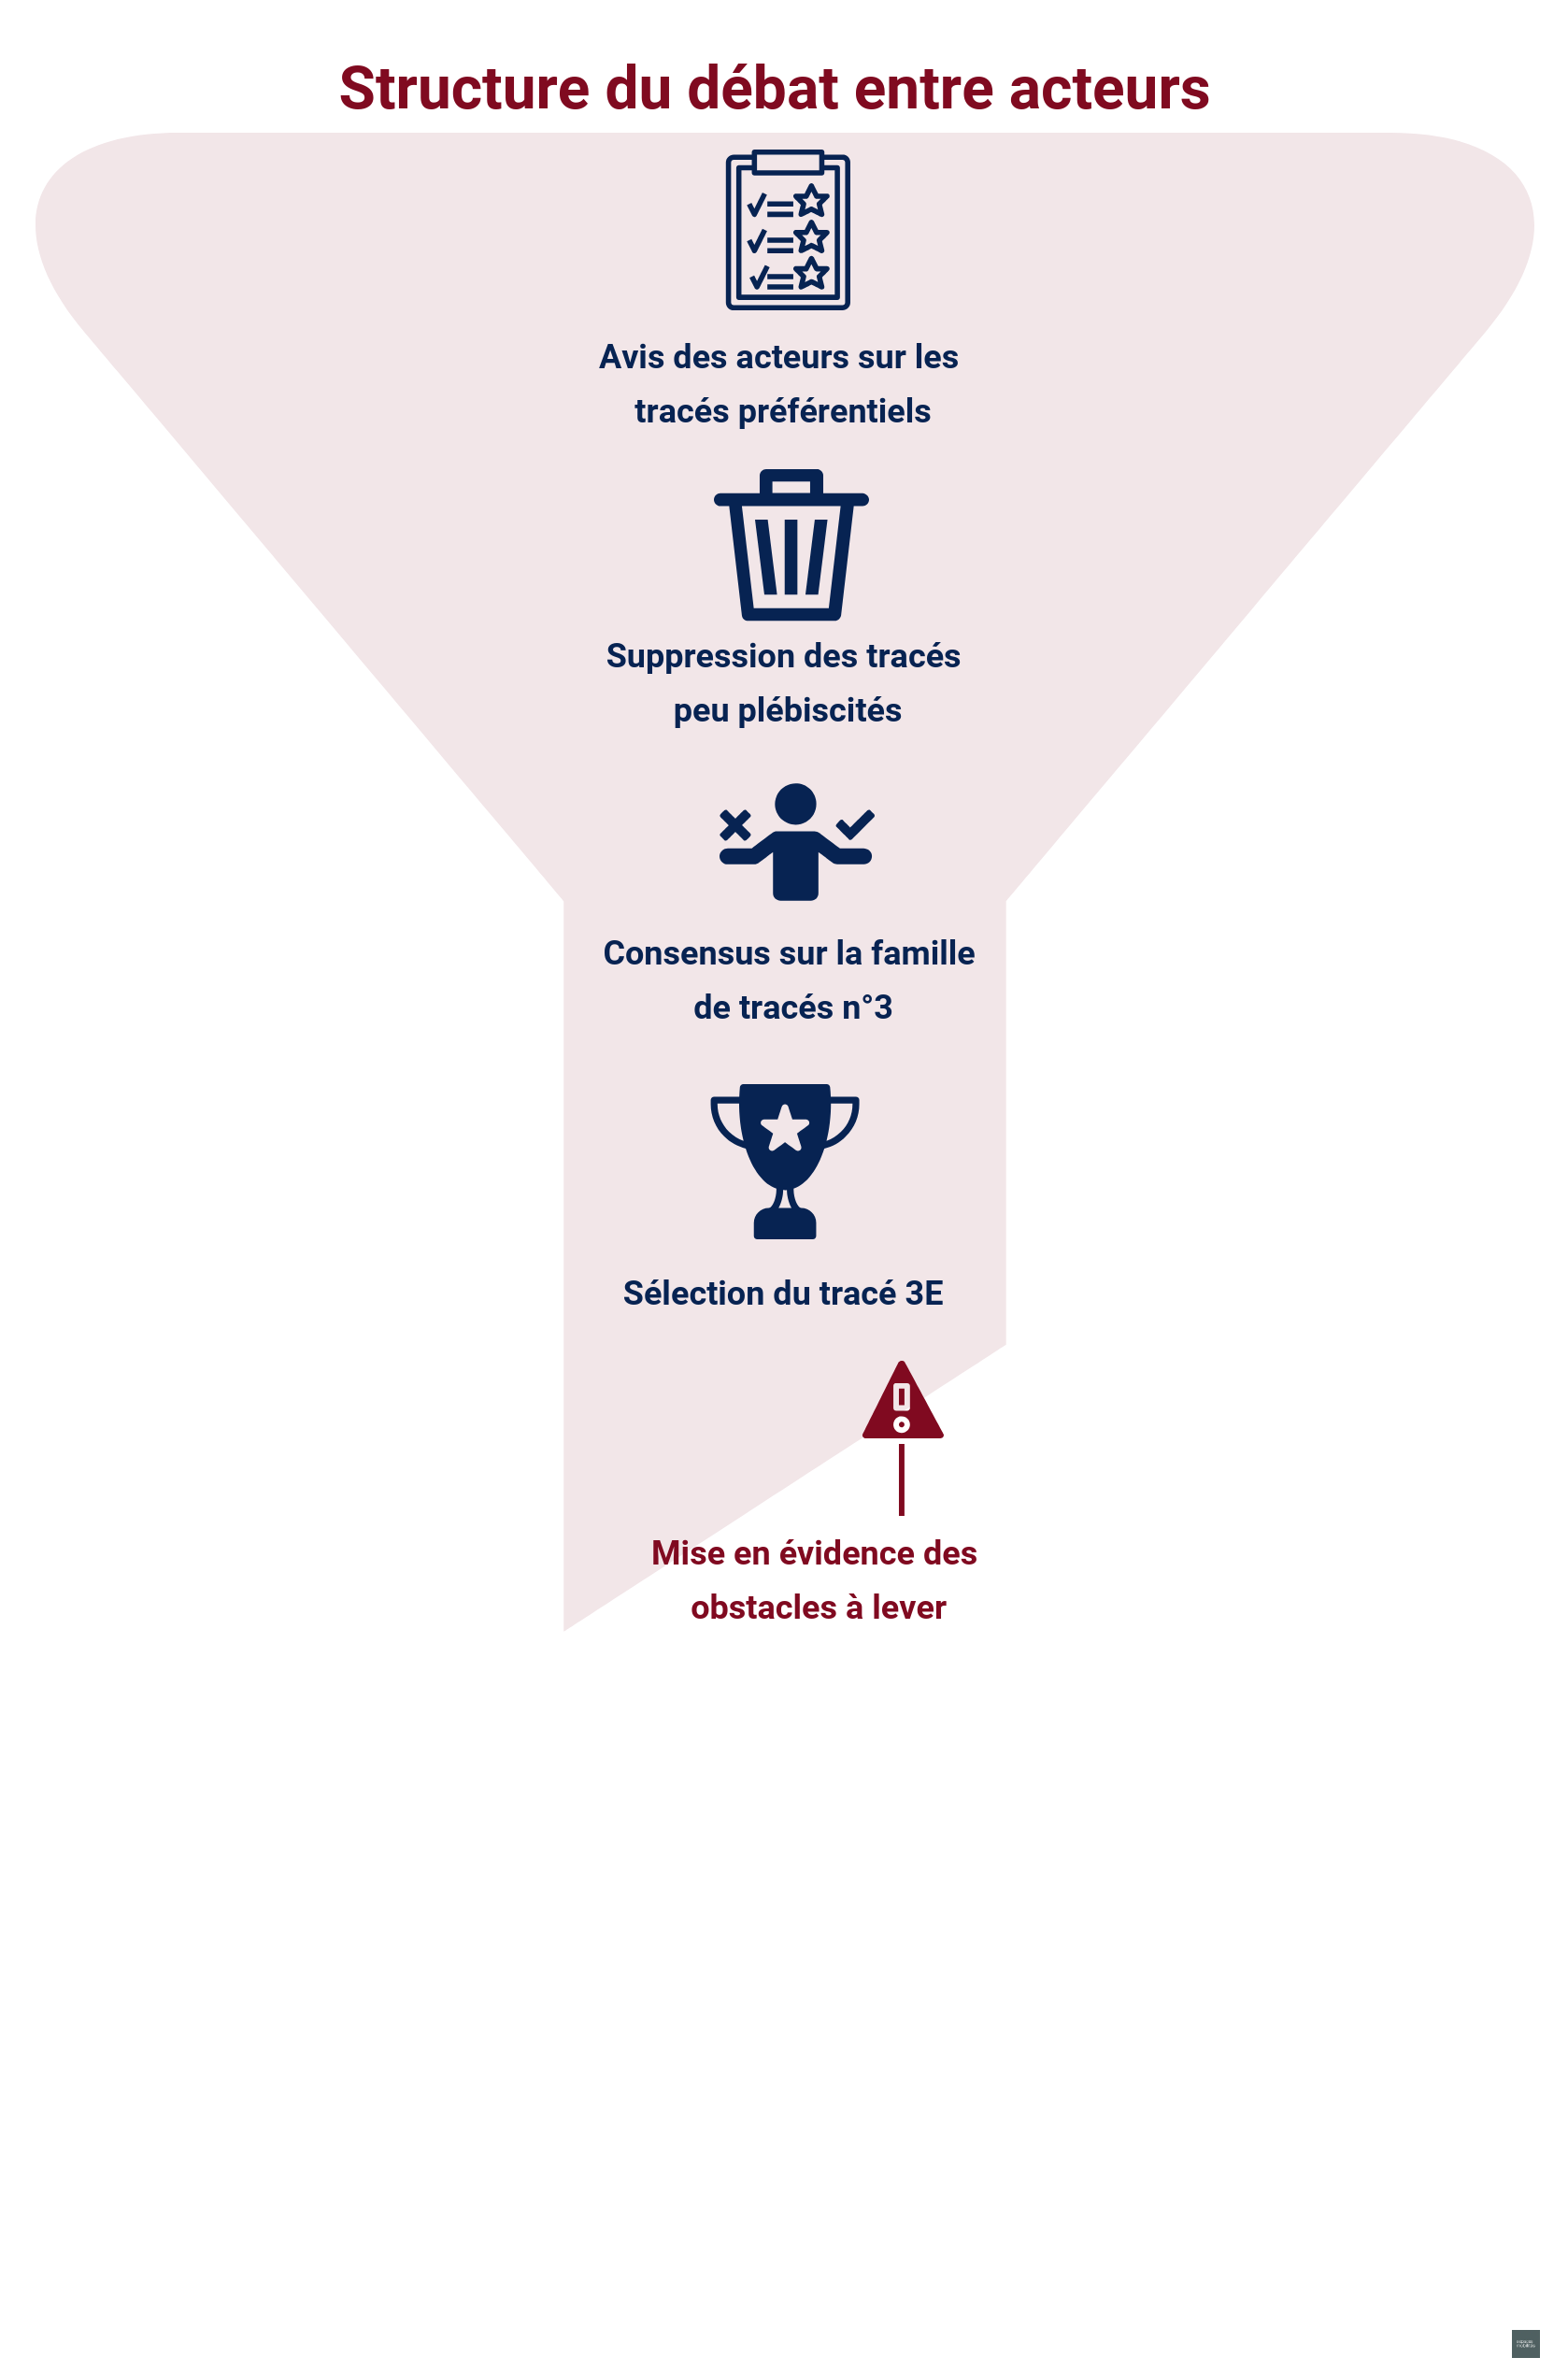 Structure du débat entre acteurs
Avis des acteurs sur les
tracés préférentiels
Suppression des tracés
peu plébiscités
Consensus sur la famille
de tracés n°3
Sélection du tracé 3E
Mise en évidence des
obstacles à lever